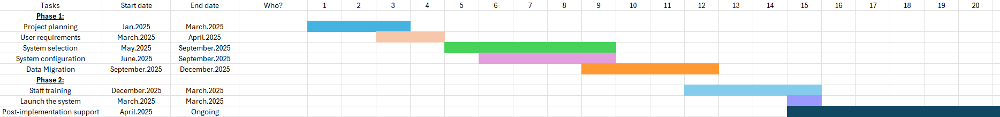 Tasks Start date End date Who? 1 2 3 4 5 6 7 8 9 10 11 12 13 14 15 16 17 18 19 20
Phase 1:
Project planning Jan.2025 March.2025
User requirements March.2025 April.2025
System selection May.2025 September.2025
System configuration June.2025 September.2025
Data Migration September.2025 December.2025
Phase 2:
Staff training December.2025 March.2025
Launch the system March.2025 March.2025
Post-implementation support April.2025 Ongoing